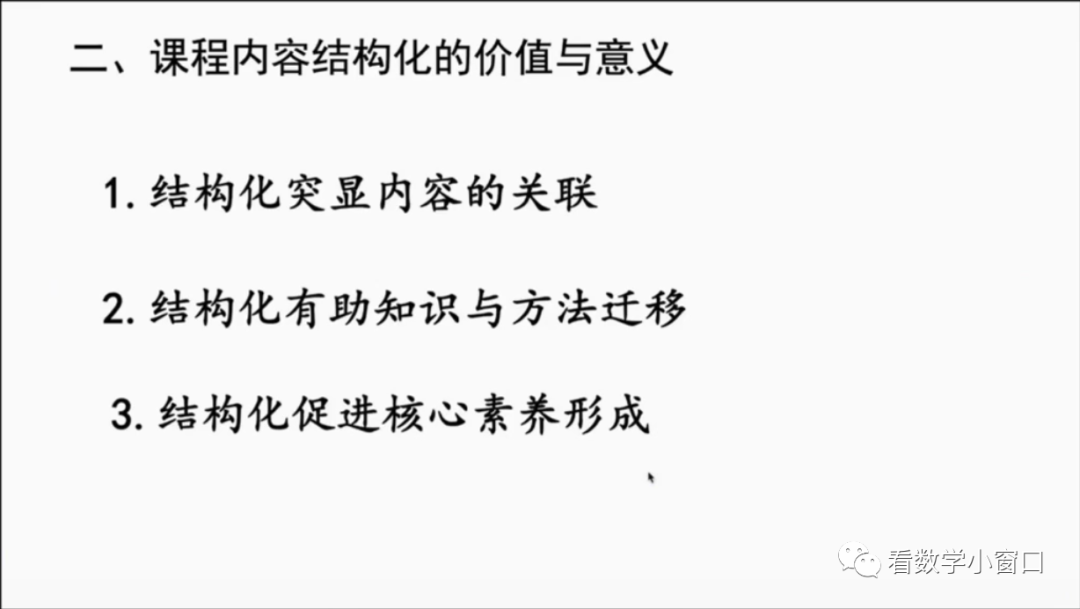 二、课程内容结构化的价值与意义
1. 结构化突显内容的关联
2. 结构化有助知识与方法迁移
3. 结构化促进核心素养形成
看数学小窗口